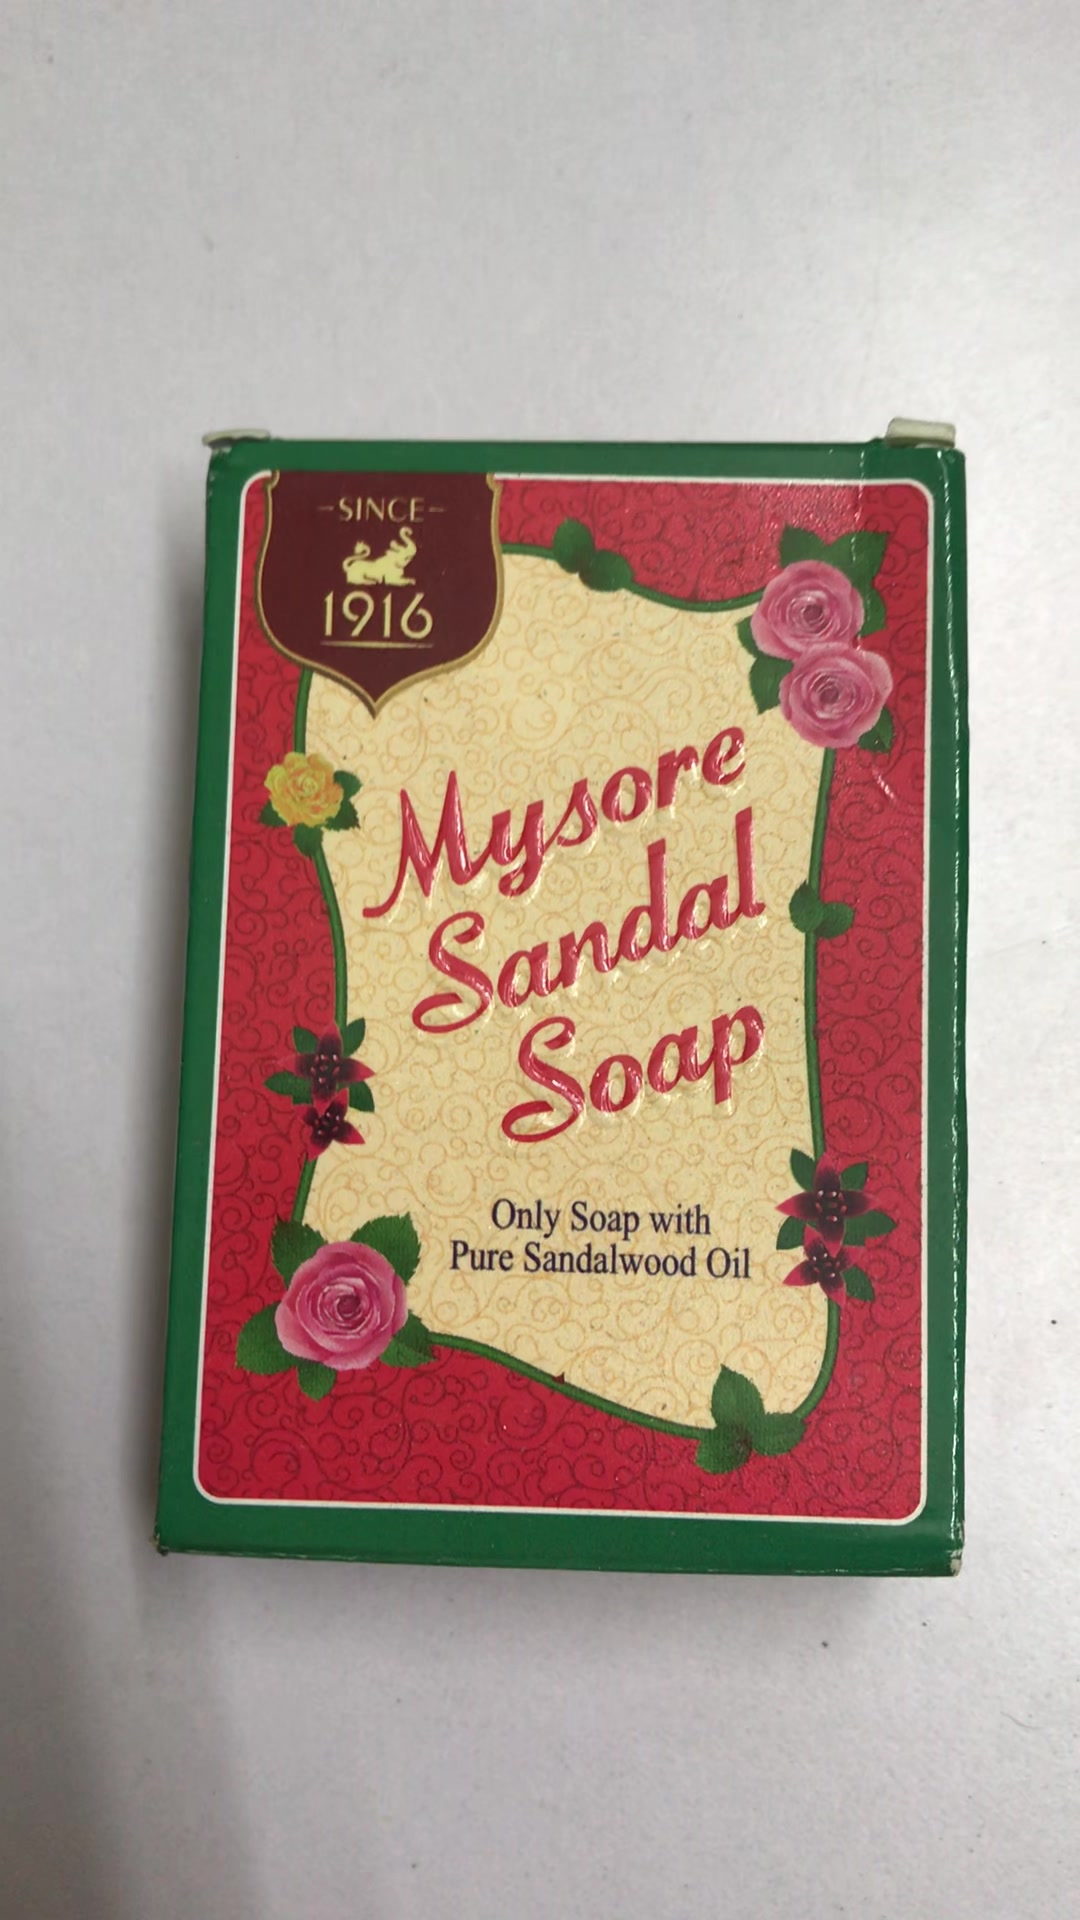 -SINCE-
1916
Mysore
Sandal
Soap
Only Soap with
Pure Sandalwood Oil